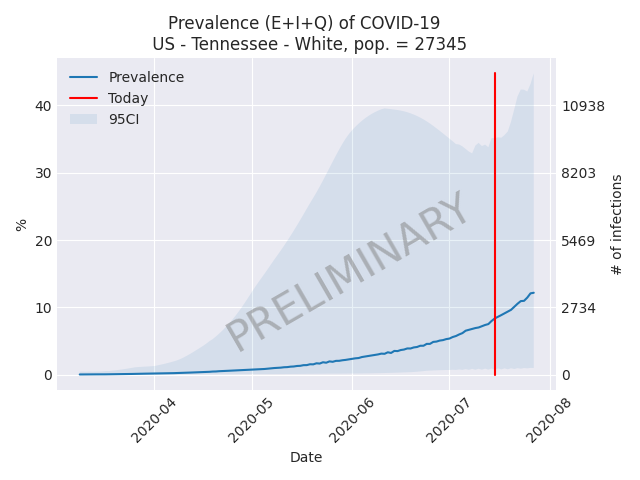 Prevalence (E+I+Q) of COVID-19
US - Tennessee - White, pop. = 27345
Prevalence
Today
95CI
40
30
20
10
0
%
10938
8203
5469
2734
0
# of infections
PRELIMINARY
2020-04
2020-05
2020-06
2020-07
2020-08
Date